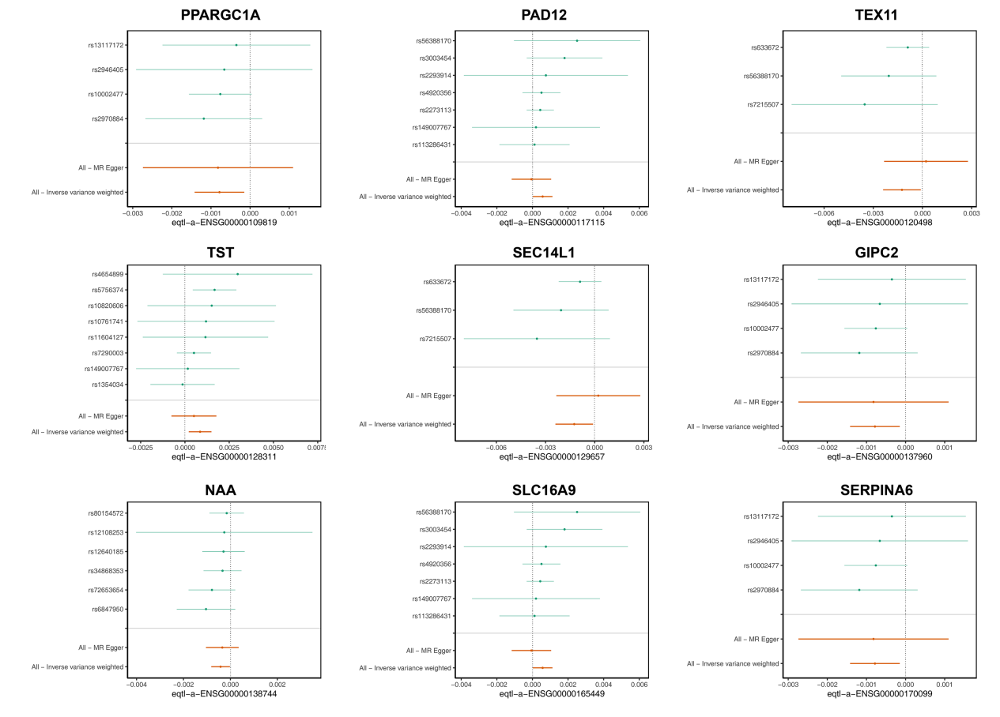 PPARGC1A
rs13117172
rs2946405
rs10002477
rs2970884
All − MR Egger
All − Inverse variance weighted
−0.003 −0.002 −0.001 0.000 0.001
eqtl−a−ENSG00000109819
PAD12
rs56388170
rs3003454
rs2293914
rs4920356
rs2273113
rs149007767
rs113286431
All − MR Egger
All − Inverse variance weighted
−0.004 −0.002 0.000 0.002 0.004 0.006
eqtl−a−ENSG00000117115
TEX11
rs633672
rs56388170
rs7215507
All − MR Egger
All − Inverse variance weighted
−0.006 −0.003 0.000 0.003
eqtl−a−ENSG00000120498
TST
rs4654899
rs5756374
rs10820606
rs10761741
rs11604127
rs7290003
rs149007767
rs1354034
All − MR Egger
All − Inverse variance weighted
−0.0025 0.0000 0.0025 0.0050 0.0075
eqtl−a−ENSG00000128311
SEC14L1
rs633672
rs56388170
rs7215507
All − MR Egger
All − Inverse variance weighted
−0.006 −0.003 0.000 0.003
eqtl−a−ENSG00000129657
GIPC2
rs13117172
rs2946405
rs10002477
rs2970884
All − MR Egger
All − Inverse variance weighted
−0.003 −0.002 −0.001 0.000 0.001
eqtl−a−ENSG00000137960
NAA
rs80154572
rs12108253
rs12640185
rs34868353
rs72653654
rs6847950
All − MR Egger
All − Inverse variance weighted
−0.004 −0.002 0.000 0.002
eqtl−a−ENSG00000138744
SLC16A9
rs56388170
rs3003454
rs2293914
rs4920356
rs2273113
rs149007767
rs113286431
All − MR Egger
All − Inverse variance weighted
−0.004 −0.002 0.000 0.002 0.004 0.006
eqtl−a−ENSG00000165449
SERPINA6
rs13117172
rs2946405
rs10002477
rs2970884
All − MR Egger
All − Inverse variance weighted
−0.003 −0.002 −0.001 0.000 0.001
eqtl−a−ENSG00000170099